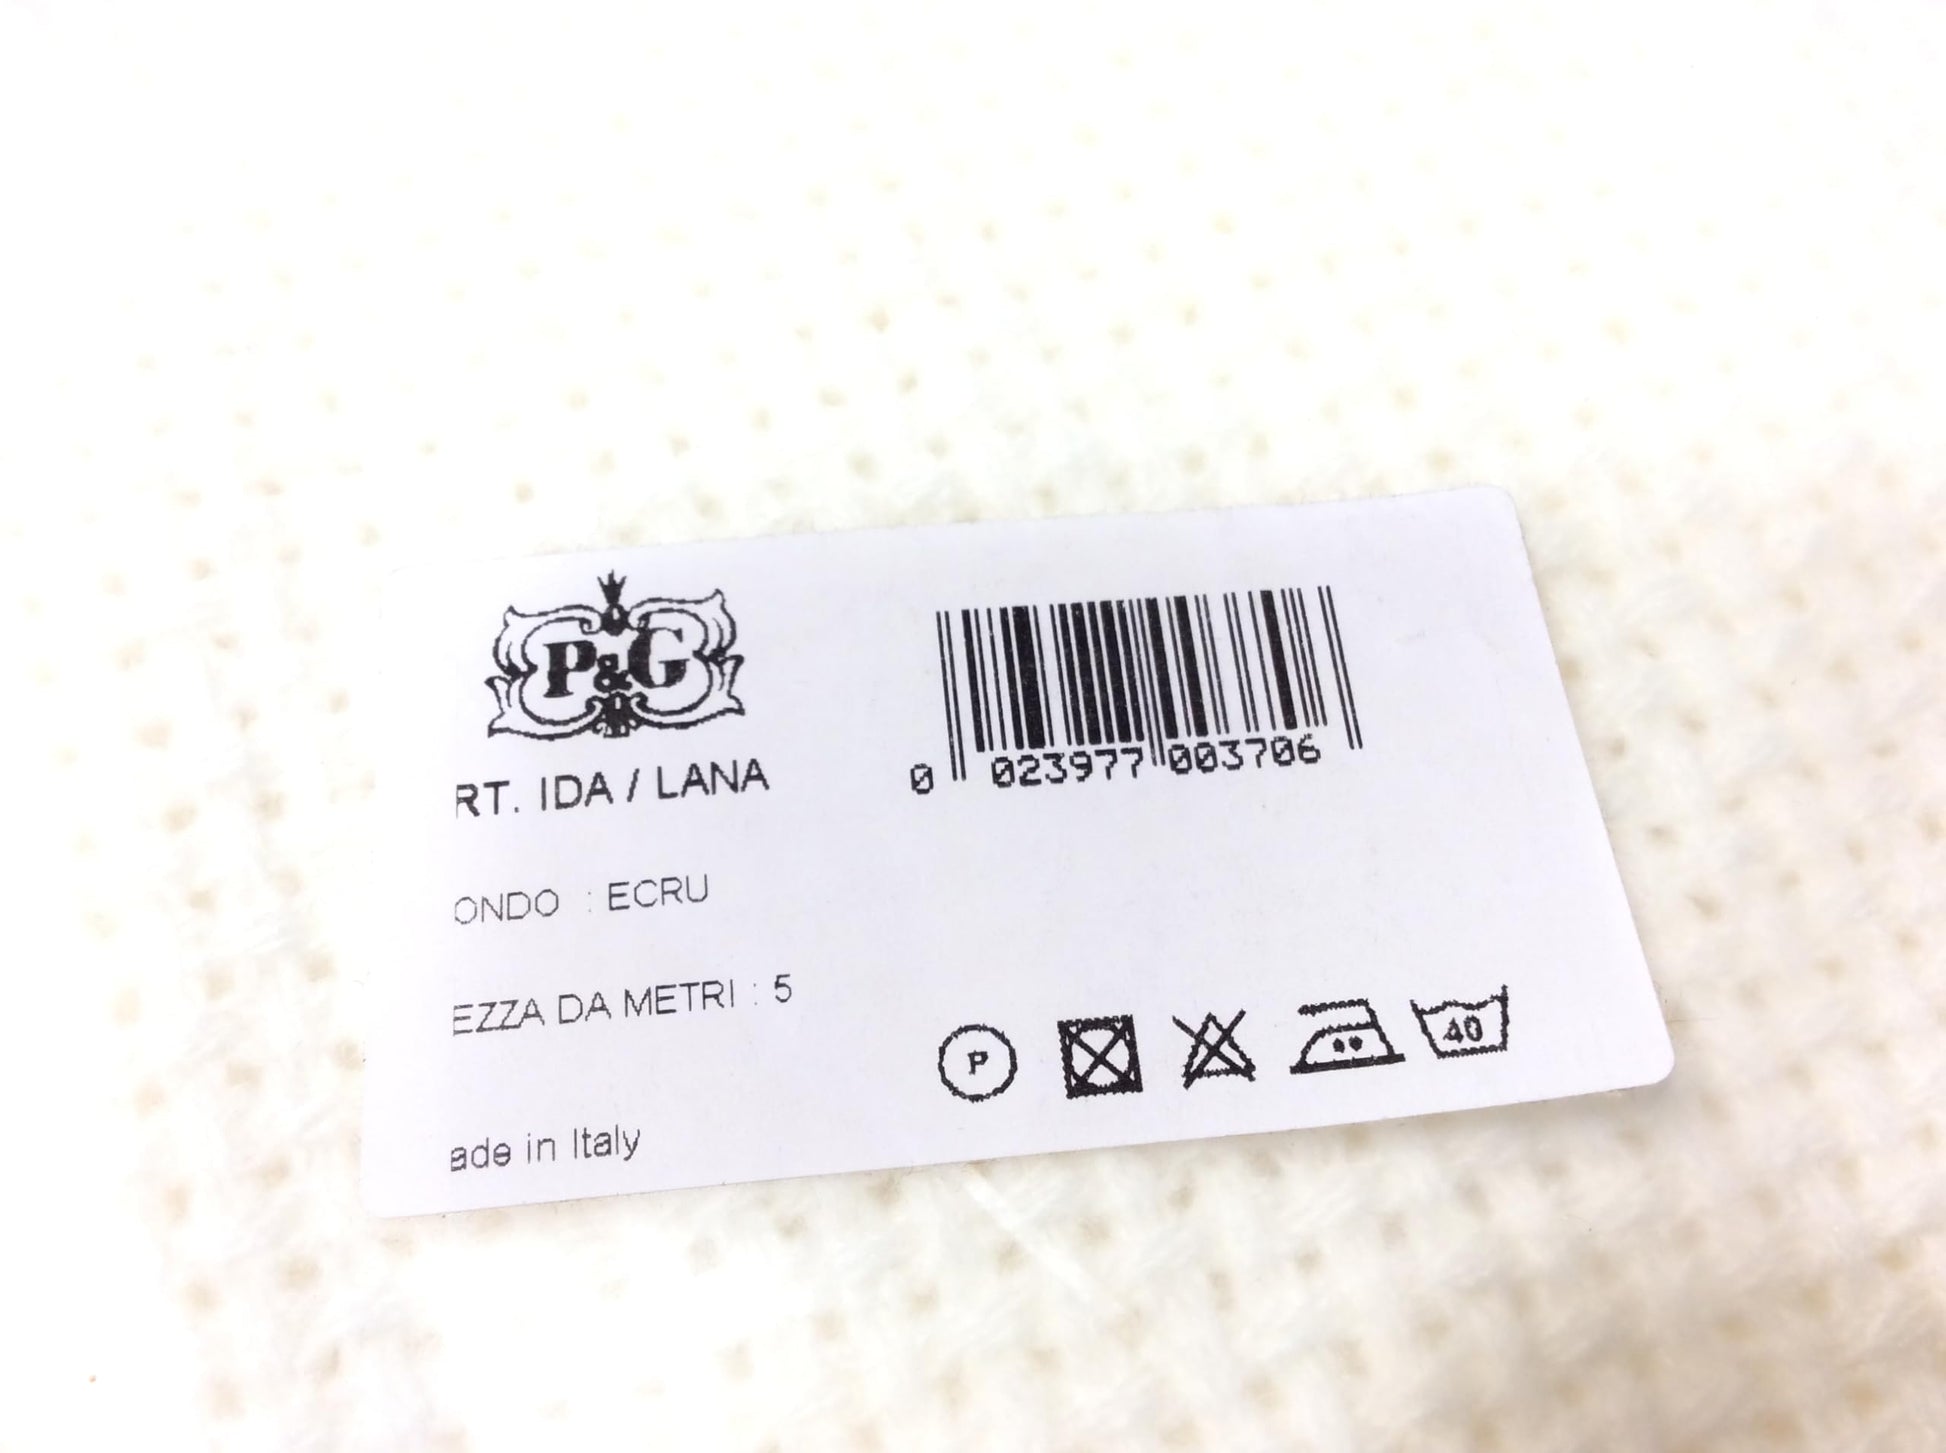 P&G
RT. IDA / LANA
0 023977 003706
ONDO : ECRU
EZZA DA METRI : 5
P
40
ade in Italy